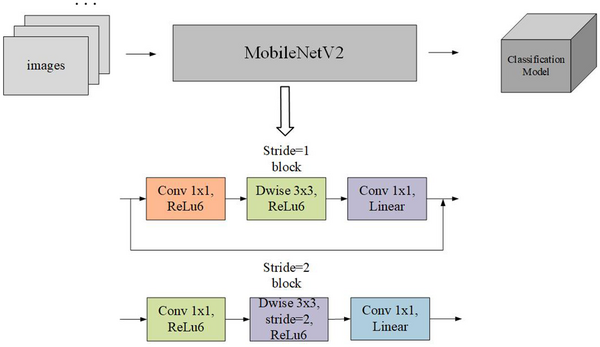 . . .
images
MobileNetV2
Classification
Model
Stride=1
block
Conv 1x1,
ReLu6
Dwise 3x3,
ReLu6
Conv 1x1,
Linear
Stride=2
block
Conv 1x1,
ReLu6
Dwise 3x3,
stride=2,
ReLu6
Conv 1x1,
Linear